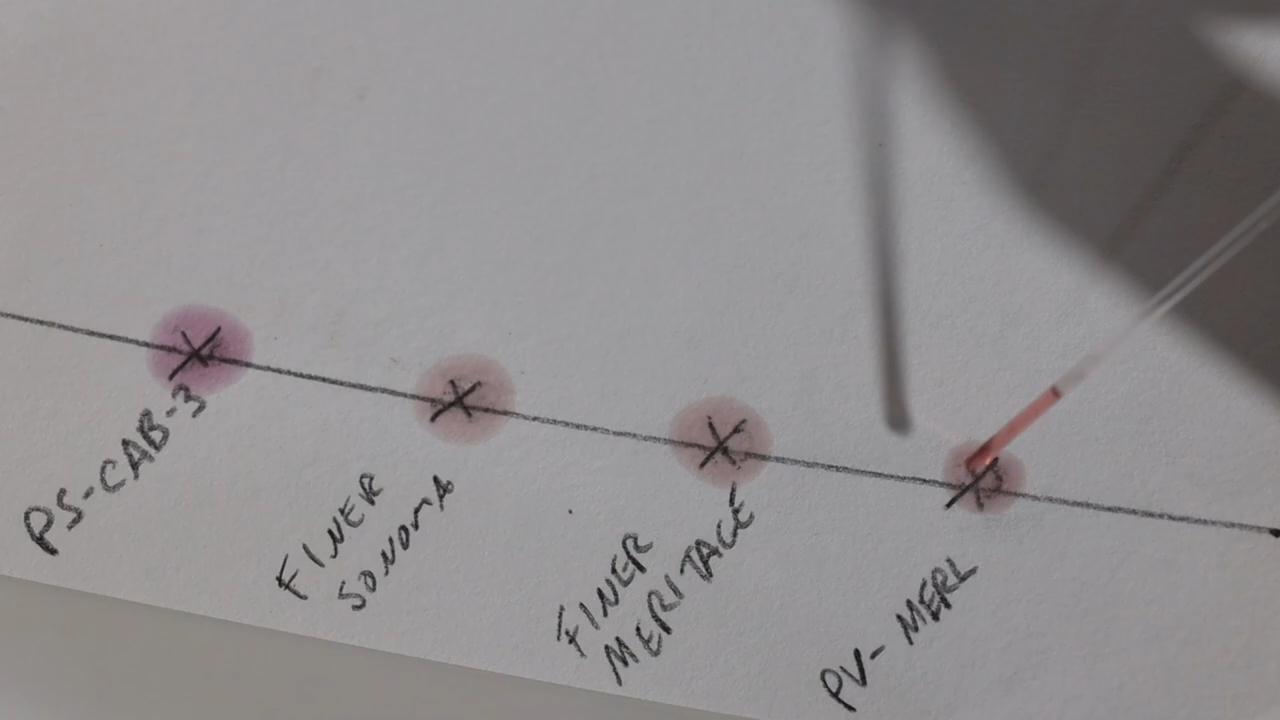 PS-CAB-3
FINER
SONOMA
FINER
MERITAGE
PV-MERL